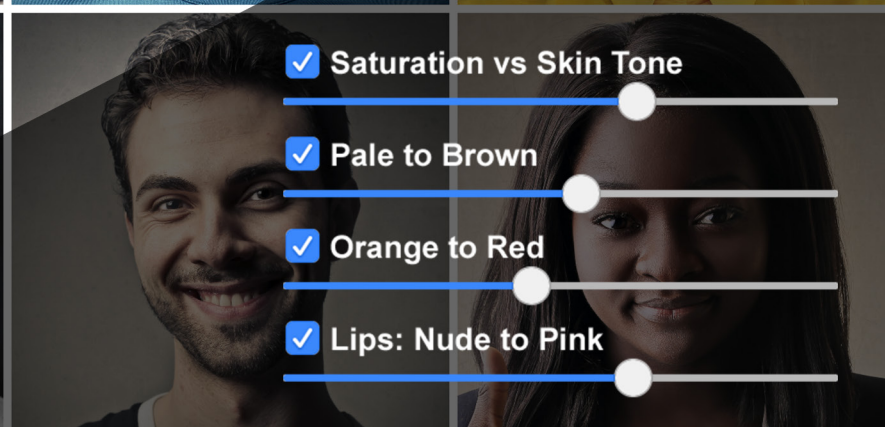 Saturation vs Skin Tone
Pale to Brown
Orange to Red
Lips: Nude to Pink